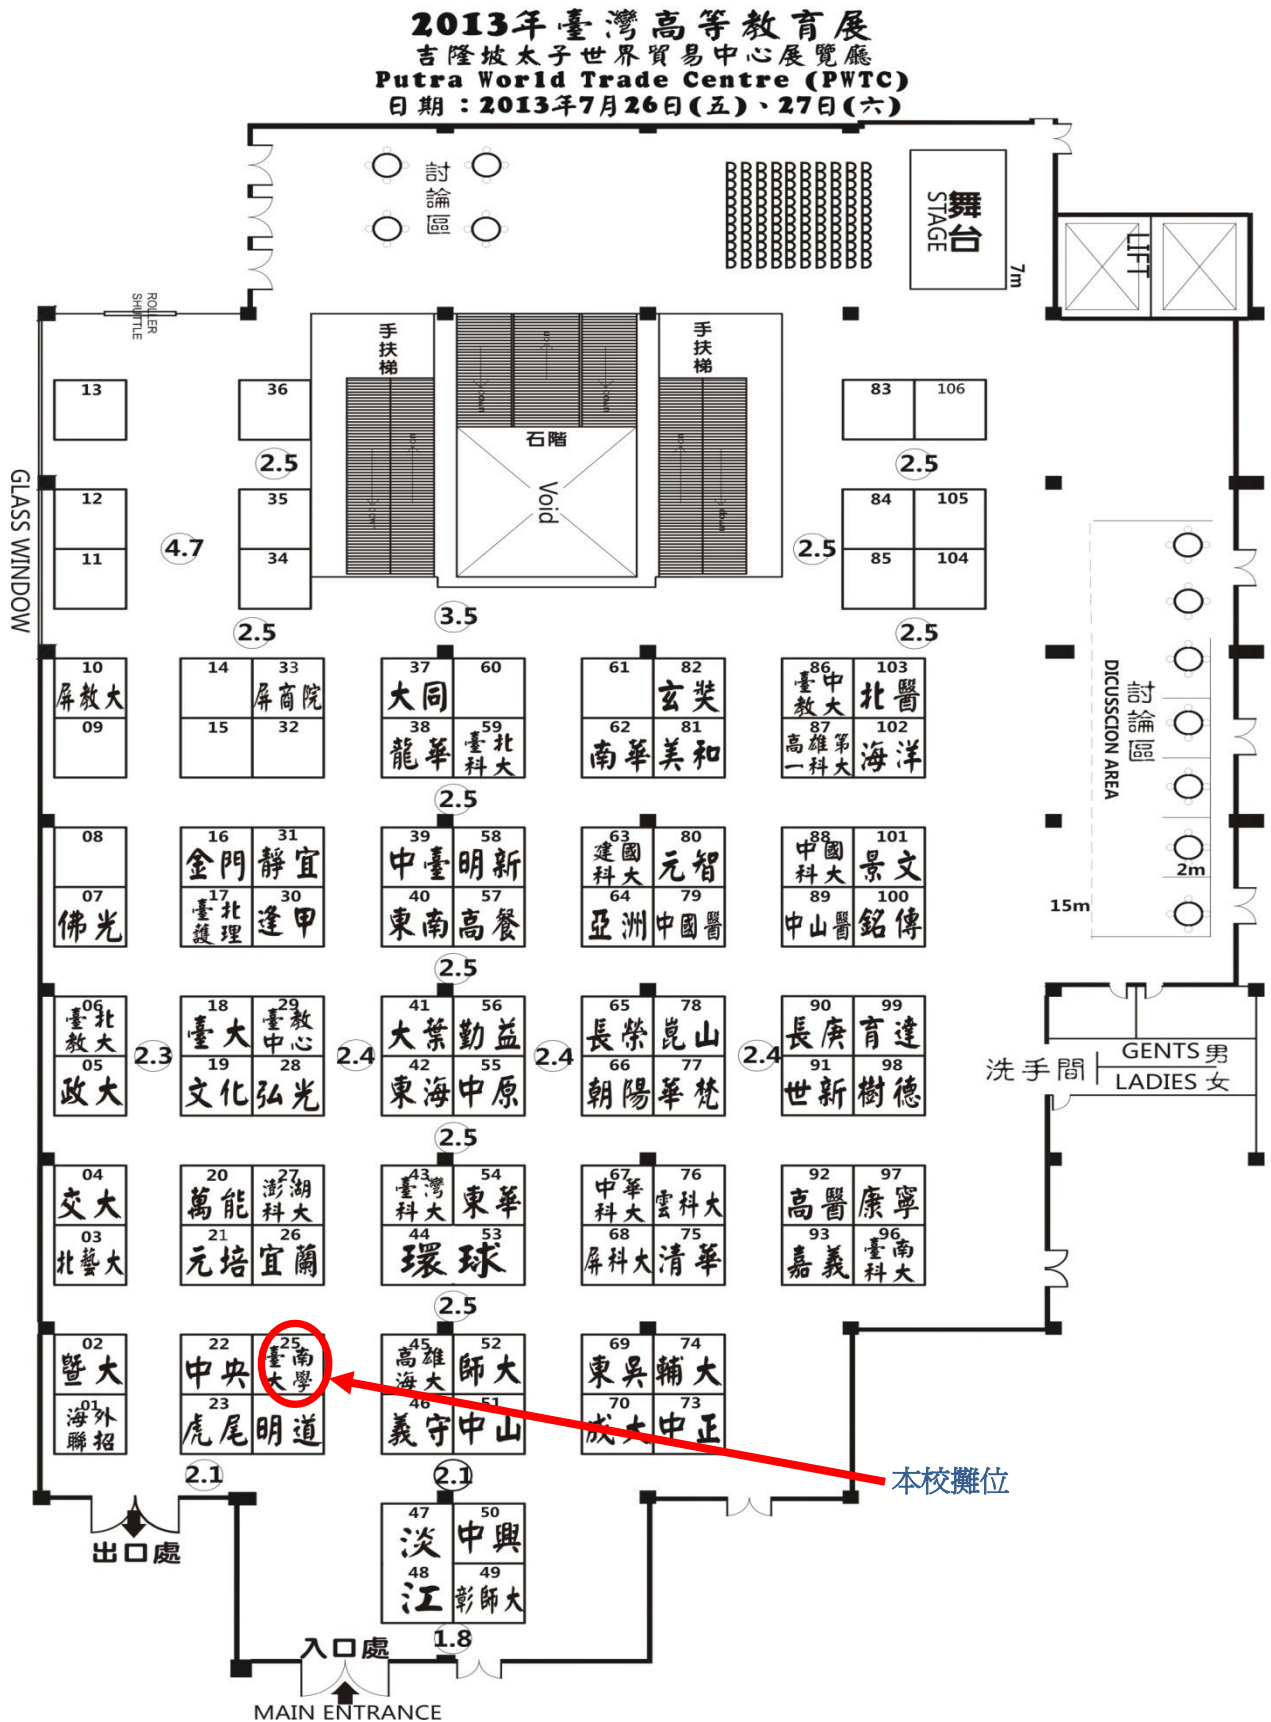 2013年臺灣高等教育展
吉隆坡太子世界貿易中心展覽廳
Putra World Trade Centre (PWTC)
日期：2013年7月26日(五)、27日(六)
討論區
舞台
STAGE
7m
LIFT
ROLLER
SHUTTLE
手扶梯
手扶梯
石階
Void
up
down
down
up
down
GLASS WINDOW
13
36
83
106
2.5
2.5
12
35
84
105
4.7
2.5
11
34
85
104
3.5
2.5
2.5
10
14
33
37
60
61
82
86
103
屏教大
屏商院
大同
玄奘
臺中教大
北醫
09
15
32
38
59
62
81
87
102
龍華
臺北科大
南華
美和
高雄第一科大
海洋
2.5
DICUSSCION AREA
討論區
2m
15m
08
16
31
39
58
63
80
88
101
金門
靜宜
中臺
明新
建國科大
元智
中國科大
景文
07
17
30
40
57
64
79
89
100
佛光
臺北護理
逢甲
東南
高餐
亞洲
中國醫
中山醫
銘傳
2.5
06
18
29
41
56
65
78
90
99
臺北教大
臺大
臺教中心
大葉
勤益
長榮
崑山
長庚
育達
2.3
2.4
2.4
2.4
05
19
28
42
55
66
77
91
98
政大
文化
弘光
東海
中原
朝陽
華梵
世新
樹德
洗手間
GENTS 男
LADIES 女
2.5
04
20
27
43
54
67
76
92
97
交大
萬能
澎湖科大
臺灣科大
東華
中華科大
雲科大
高醫
康寧
03
21
26
44
53
68
75
93
96
北藝大
元培
宜蘭
環球
屏科大
清華
嘉義
臺南科大
2.5
02
22
25
45
52
69
74
暨大
中央
臺南大學
高雄海大
師大
東吳
輔大
01
23
46
51
70
73
海外聯招
虎尾
明道
義守
中山
成大
中正
2.1
2.1
本校攤位
47
50
淡
中興
48
49
江
彰師大
出口處
1.8
入口處
MAIN ENTRANCE